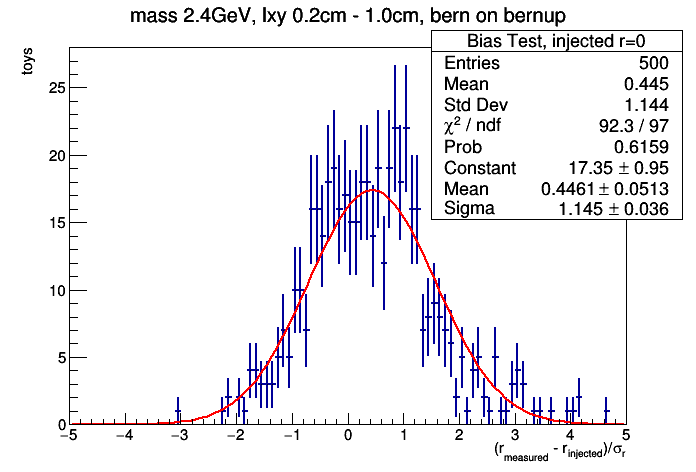 mass 2.4GeV, lxy 0.2cm - 1.0cm, bern on bernup
toys
Bias Test, injected r=0
Entries 500
Mean 0.445
Std Dev 1.144
χ² / ndf 92.3 / 97
Prob 0.6159
Constant 17.35 ± 0.95
Mean 0.4461 ± 0.0513
Sigma 1.145 ± 0.036
25
20
15
10
5
0
−5 −4 −3 −2 −1 0 1 2 3 4 5
(r_measured - r_injected)/σ_r